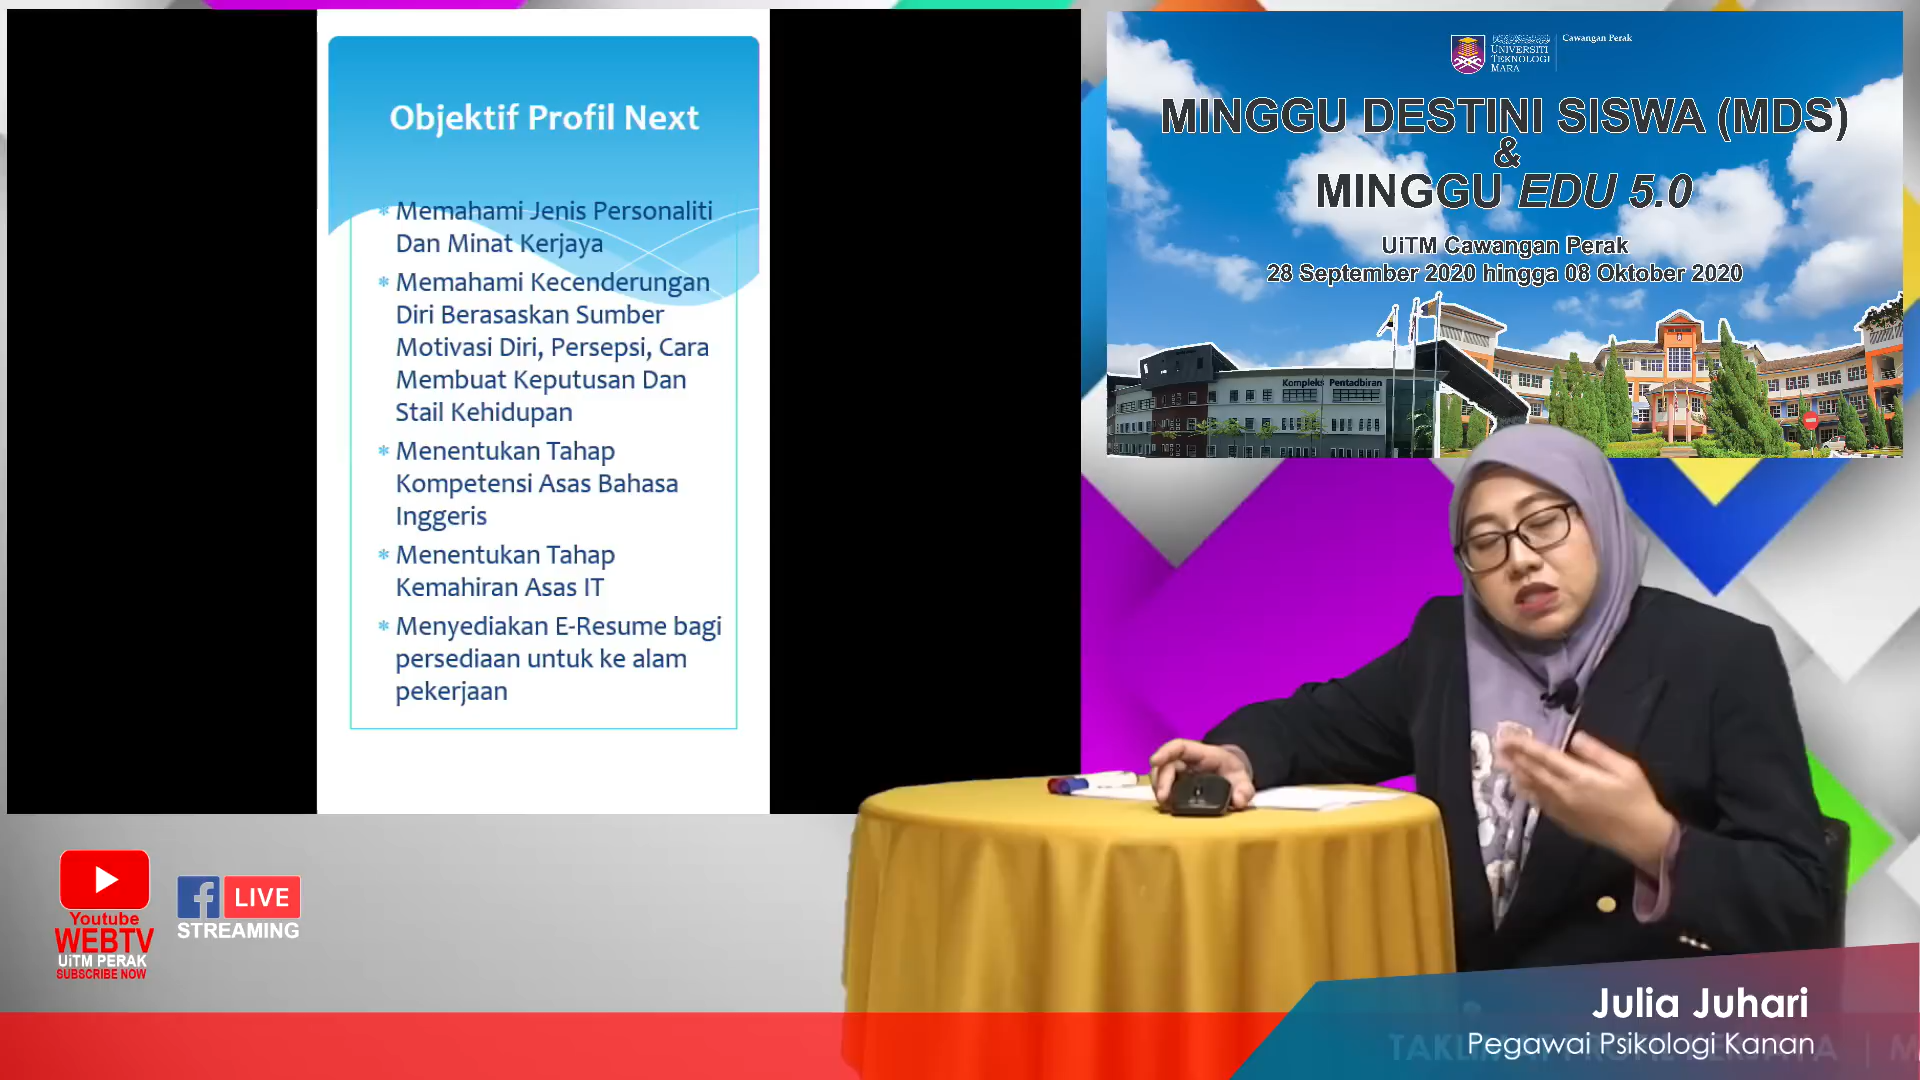 Objektif Profil Next
* Memahami Jenis Personaliti
Dan Minat Kerjaya
* Memahami Kecenderungan
Diri Berasaskan Sumber
Motivasi Diri, Persepsi, Cara
Membuat Keputusan Dan
Stail Kehidupan
* Menentukan Tahap
Kompetensi Asas Bahasa
Inggeris
* Menentukan Tahap
Kemahiran Asas IT
* Menyediakan E-Resume bagi
persediaan untuk ke alam
pekerjaan
UNIVERSITI
TEKNOLOGI
MARA
Cawangan Perak
MINGGU DESTINI SISWA (MDS)
&
MINGGU EDU 5.0
UiTM Cawangan Perak
28 September 2020 hingga 08 Oktober 2020
Kompleks Pentadbiran
Youtube
WEBTV
UiTM PERAK
SUBSCRIBE NOW
f LIVE
STREAMING
Julia Juhari
Pegawai Psikologi Kanan